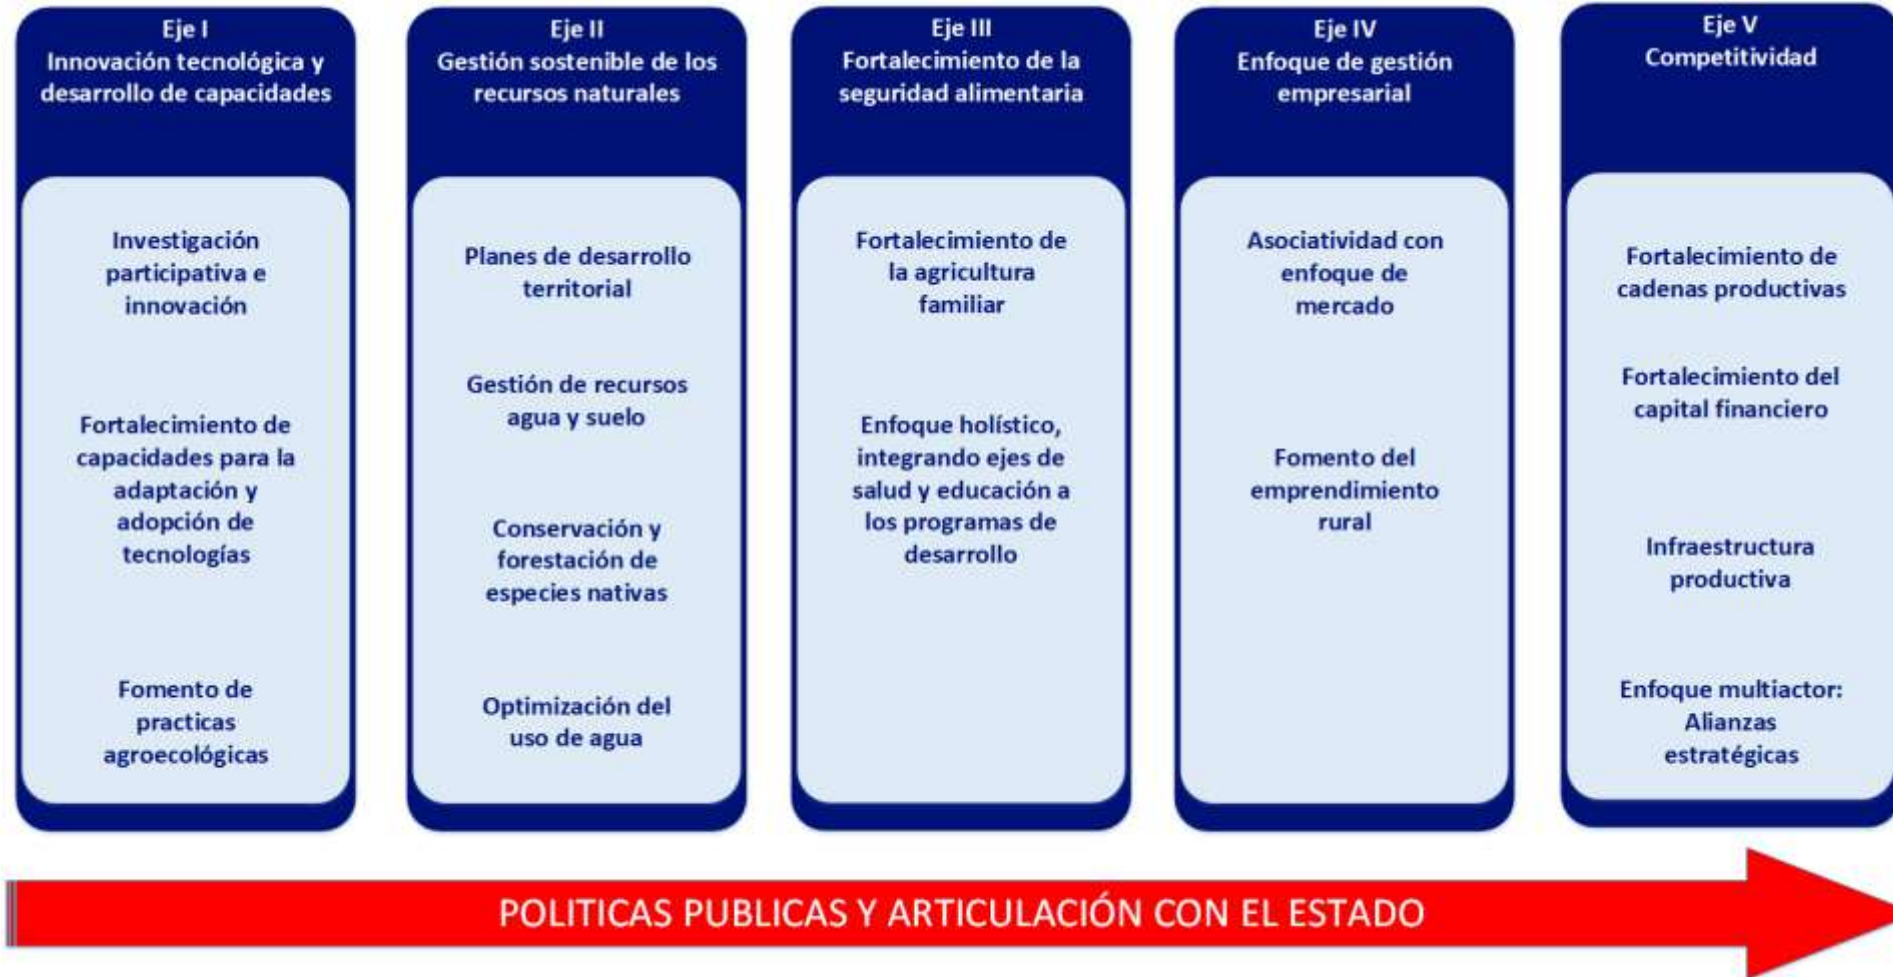 Eje I
Innovación tecnológica y
desarrollo de capacidades
Investigación
participativa e
innovación
Fortalecimiento de
capacidades para la
adaptación y
adopción de
tecnologías
Fomento de
practicas
agroecológicas
Eje II
Gestión sostenible de los
recursos naturales
Planes de desarrollo
territorial
Gestión de recursos
agua y suelo
Conservación y
forestación de
especies nativas
Optimización del
uso de agua
Eje III
Fortalecimiento de la
seguridad alimentaria
Fortalecimiento de
la agricultura
familiar
Enfoque holístico,
integrando ejes de
salud y educación a
los programas de
desarrollo
Eje IV
Enfoque de gestión
empresarial
Asociatividad con
enfoque de
mercado
Fomento del
emprendimiento
rural
Eje V
Competitividad
Fortalecimiento de
cadenas productivas
Fortalecimiento del
capital financiero
Infraestructura
productiva
Enfoque multiactor:
Alianzas
estratégicas
POLITICAS PUBLICAS Y ARTICULACIÓN CON EL ESTADO